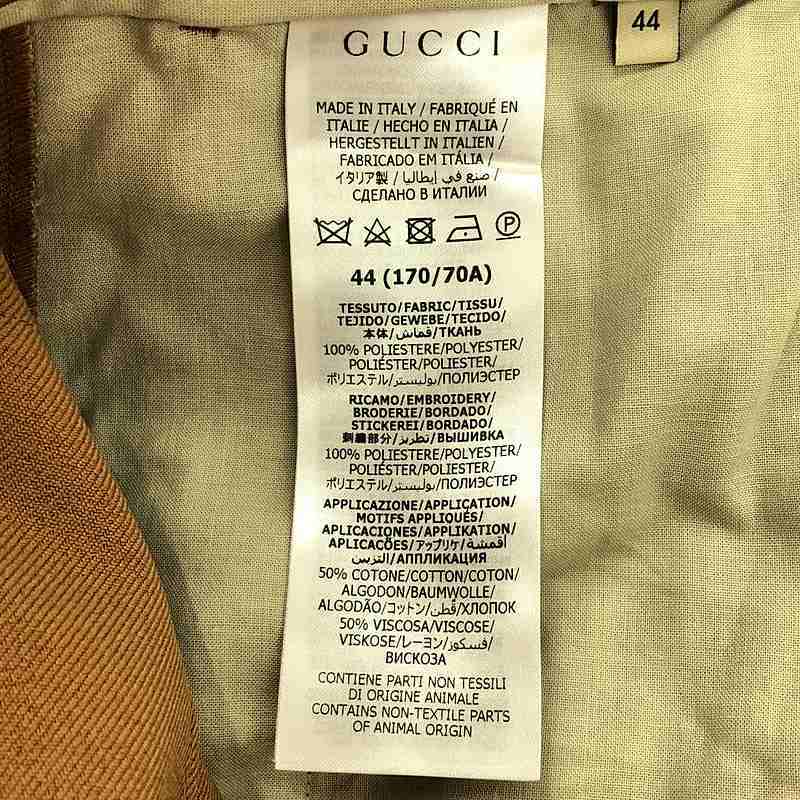 GUCCI
44
MADE IN ITALY / FABRIQUÉ EN
ITALIE / HECHO EN ITALIA /
HERGESTELLT IN ITALIEN /
FABRICADO EM ITÁLIA /
イタリア製 / صنع في إيطاليا /
СДЕЛАНО В ИТАЛИИ
P
44 (170/70A)
TESSUTO/FABRIC/TISSU/
TEJIDO/GEWEBE/TECIDO/
本体/قماش/ТКАНЬ
100% POLIESTERE/POLYESTER/
POLIÉSTER/POLIESTER/
ポリエステル/بوليستر/ПОЛИЭСТЕР
RICAMO/EMBROIDERY/
BRODERIE/BORDADO/
STICKEREI/BORDADO/
刺繍部分/تطريز/ВЫШИВКА
100% POLIESTERE/POLYESTER/
POLIÉSTER/POLIESTER/
ポリエステル/بوليستر/ПОЛИЭСТЕР
APPLICAZIONE/APPLICATION/
MOTIFS APPLIQUÉS/
APLICACIONES/APPLIKATION/
APLICAÇÕES/アップリケ/أقمشة
التزيين/АППЛИКАЦИЯ
50% COTONE/COTTON/COTON/
ALGODON/BAUMWOLLE/
ALGODÃO/コットン/قطن/ХЛОПОК
50% VISCOSA/VISCOSE/
VISKOSE/レーヨン/فسكوز/
ВИСКОЗА
CONTIENE PARTI NON TESSILI
DI ORIGINE ANIMALE
CONTAINS NON-TEXTILE PARTS
OF ANIMAL ORIGIN